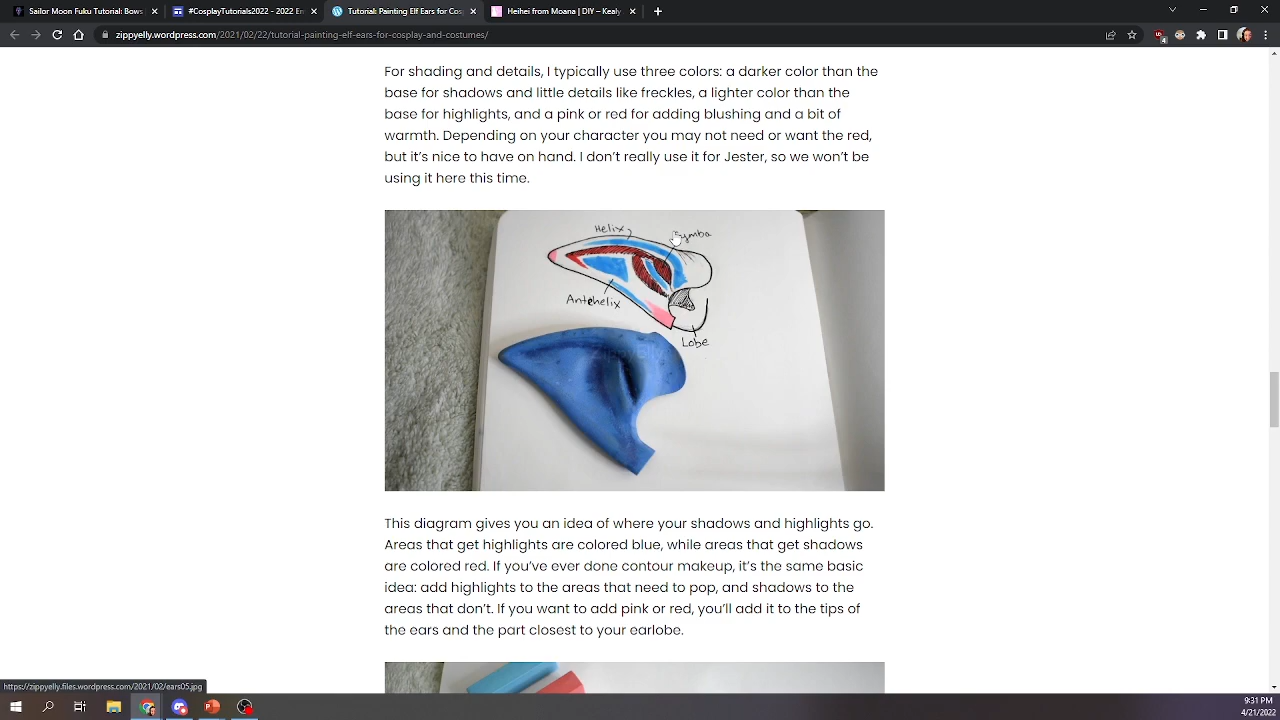 Sailor Moon Fuku Tutorial: Bows
#CosplayTutorials2022 - 2022 Em
Tutorial: Painting Elf Ears for Cosp
Heihei from Moana | DIY – Kealy
zippyelly.wordpress.com/2021/02/22/tutorial-painting-elf-ears-for-cosplay-and-costumes/
For shading and details, I typically use three colors: a darker color than the
base for shadows and little details like freckles, a lighter color than the
base for highlights, and a pink or red for adding blushing and a bit of
warmth. Depending on your character you may not need or want the red,
but it's nice to have on hand. I don't really use it for Jester, so we won't be
using it here this time.
Helix
Cymba
Antehelix
Lobe
ZippyElly
This diagram gives you an idea of where your shadows and highlights go.
Areas that get highlights are colored blue, while areas that get shadows
are colored red. If you've ever done contour makeup, it's the same basic
idea: add highlights to the areas that need to pop, and shadows to the
areas that don't. If you want to add pink or red, you'll add it to the tips of
the ears and the part closest to your earlobe.
https://zippyelly.files.wordpress.com/2021/02/ears05.jpg
9:31 PM
4/21/2022